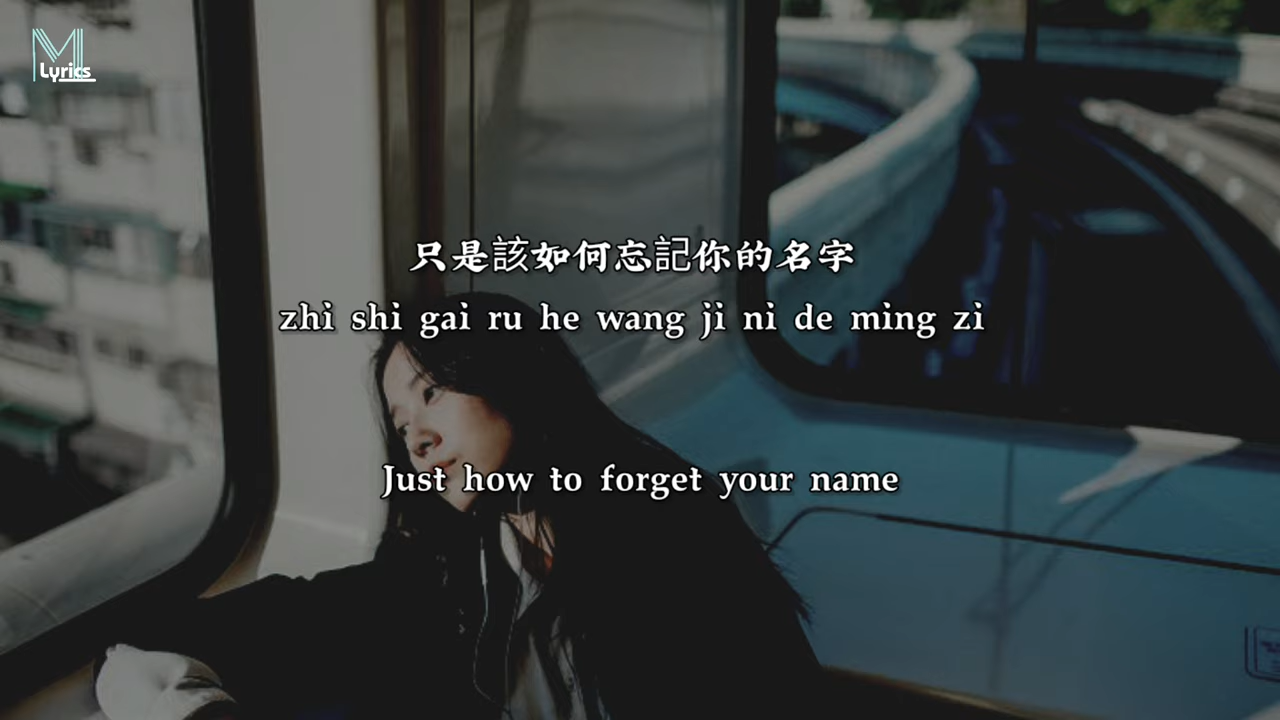 M
Lyrics
只是該如何忘記你的名字
zhi shi gai ru he wang ji ni de ming zi
Just how to forget your name